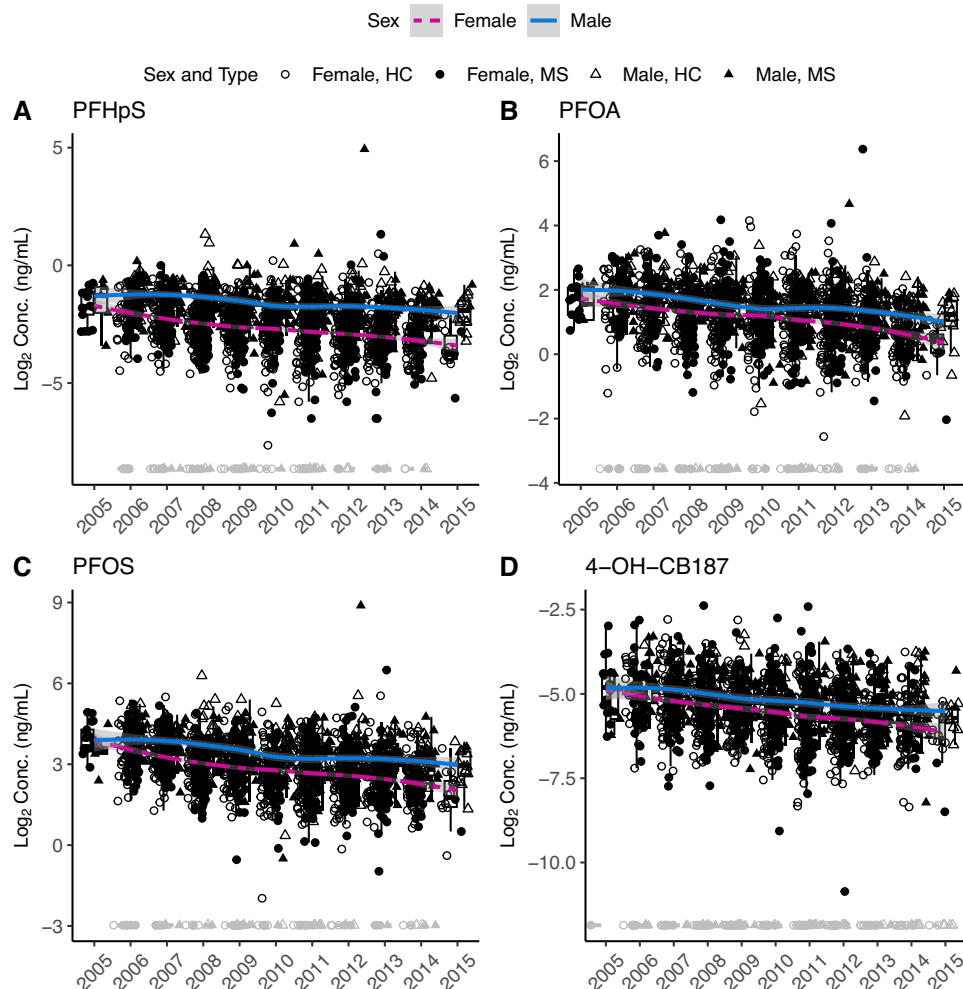 Sex Female Male
Sex and Type Female, HC Female, MS Male, HC Male, MS
A PFHpS
Log2 Conc. (ng/mL)
5
0
−5
2005 2006 2007 2008 2009 2010 2011 2012 2013 2014 2015
B PFOA
Log2 Conc. (ng/mL)
6
4
2
0
−2
−4
2005 2006 2007 2008 2009 2010 2011 2012 2013 2014 2015
C PFOS
Log2 Conc. (ng/mL)
9
6
3
0
−3
2005 2006 2007 2008 2009 2010 2011 2012 2013 2014 2015
D 4−OH−CB187
Log2 Conc. (ng/mL)
−2.5
−5.0
−7.5
−10.0
2005 2006 2007 2008 2009 2010 2011 2012 2013 2014 2015